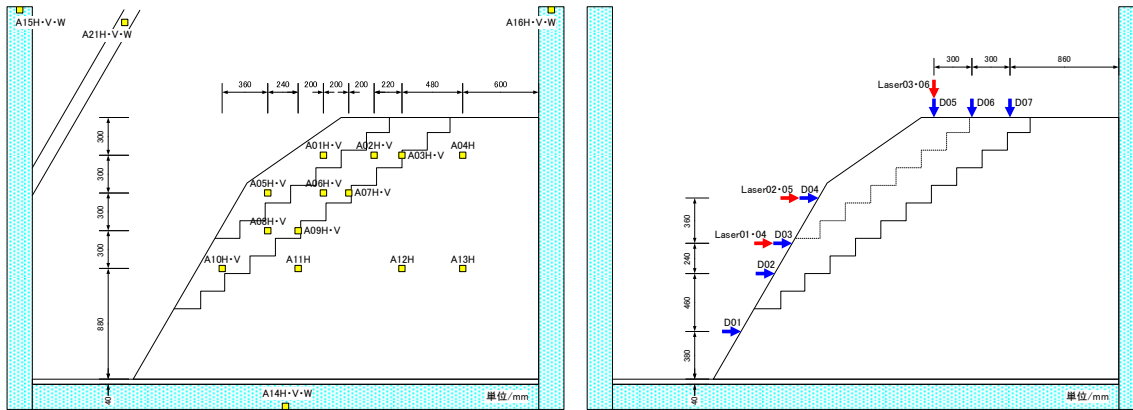 A15H・V・W
A16H・V・W
A21H・V・W
360
240
200
200
220
480
600
300
300
300
300
880
40
A01H・V
A02H・V
A03H・V
A04H
A05H・V
A06H・V
A07H・V
A08H・V
A09H・V
A10H・V
A11H
A12H
A13H
A14H・V・W
単位/mm
300
300
860
Laser03・06
D05
D06
D07
Laser02・05
D04
Laser01・04
D03
D02
D01
360
240
460
380
40
単位/mm